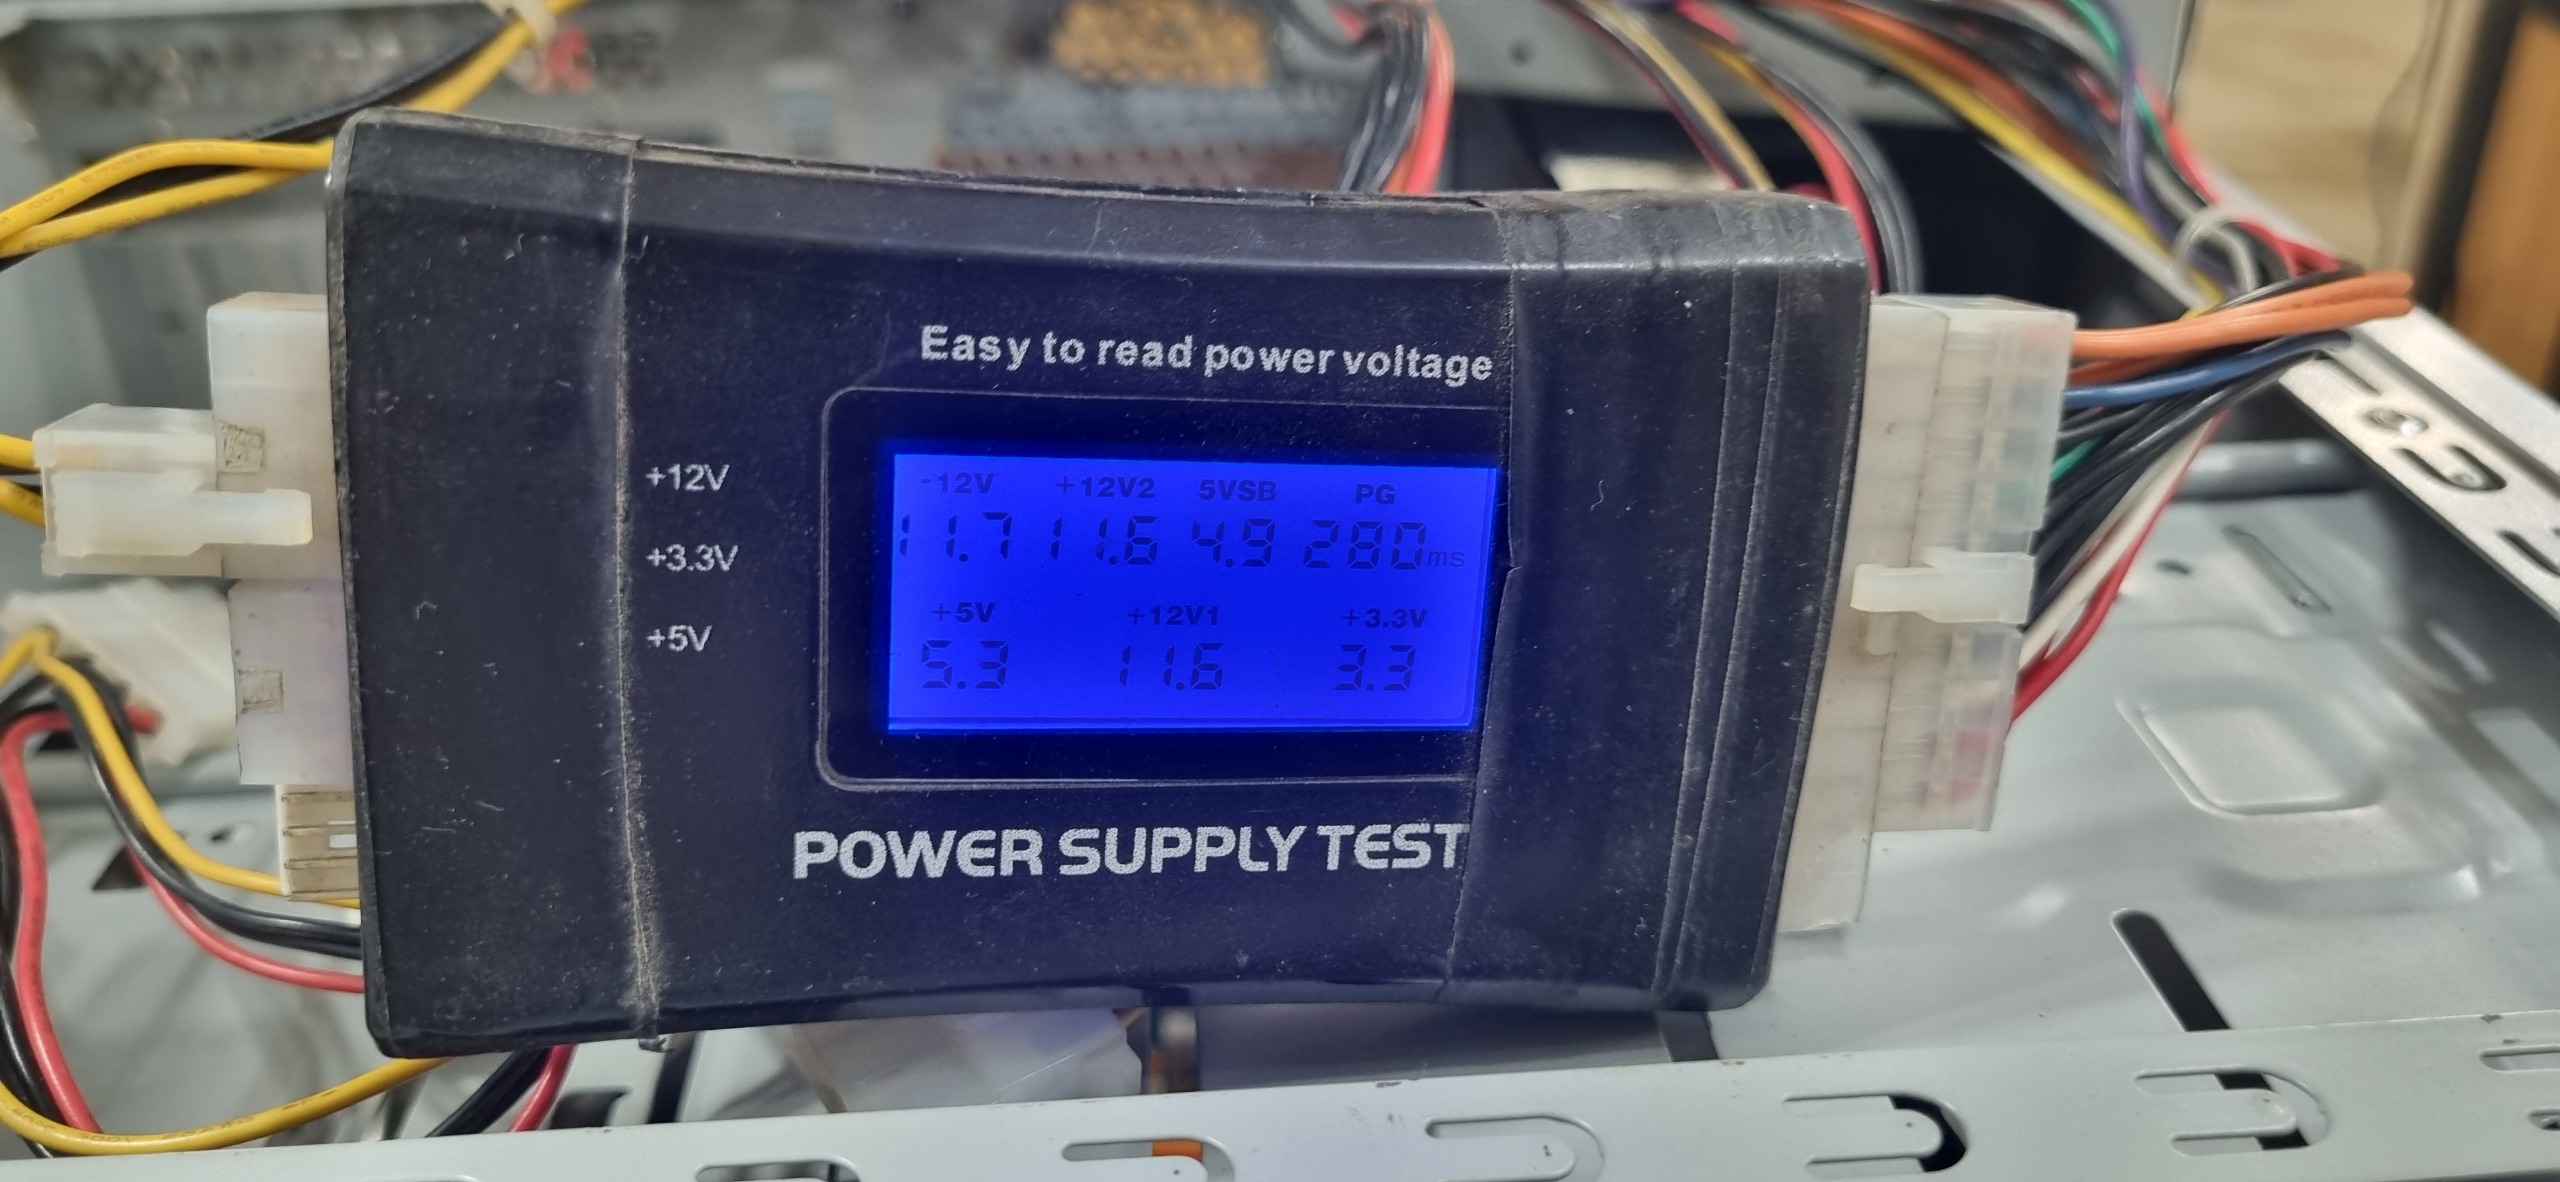 Easy to read power voltage
+12V
+3.3V
+5V
-12V +12V2 5VSB PG
11.7 11.6 4.9 280ms
+5V +12V1 +3.3V
5.3 11.6 3.3
POWER SUPPLY TEST